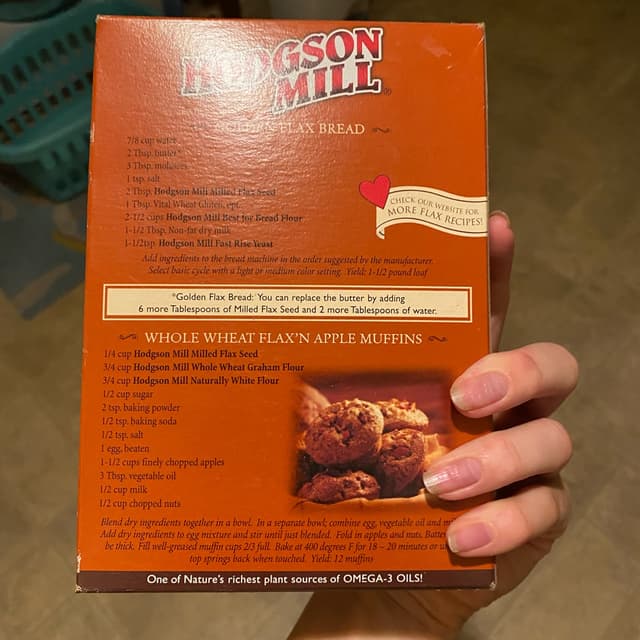 HODGSON
MILL®
GOLDEN FLAX BREAD
7/8 cup water
2 Tbsp. butter*
3 Tbsp. molasses
1 tsp. salt
2 Tbsp. Hodgson Mill Milled Flax Seed
1 Tbsp. Vital Wheat Gluten, opt.
2-1/2 cups Hodgson Mill Best for Bread Flour
1-1/2 Tbsp. Non-fat dry milk
1-1/2tsp. Hodgson Mill Fast Rise Yeast
CHECK OUR WEBSITE FOR
MORE FLAX RECIPES!
Add ingredients to the bread machine in the order suggested by the manufacturer.
Select basic cycle with a light or medium color setting. Yield: 1-1/2 pound loaf
*Golden Flax Bread: You can replace the butter by adding
6 more Tablespoons of Milled Flax Seed and 2 more Tablespoons of water.
WHOLE WHEAT FLAX'N APPLE MUFFINS
1/4 cup Hodgson Mill Milled Flax Seed
3/4 cup Hodgson Mill Whole Wheat Graham Flour
3/4 cup Hodgson Mill Naturally White Flour
1/2 cup sugar
2 tsp. baking powder
1/2 tsp. baking soda
1/2 tsp. salt
1 egg, beaten
1-1/2 cups finely chopped apples
3 Tbsp. vegetable oil
1/2 cup milk
1/2 cup chopped nuts
Blend dry ingredients together in a bowl. In a separate bowl, combine egg, vegetable oil and
Add dry ingredients to egg mixture and stir until just blended. Fold in apples and nuts.
be thick. Fill well-greased muffin cups 2/3 full. Bake at 400 degrees F for 18 – 20 minutes or
top springs back when touched. Yield: 12 muffins
One of Nature's richest plant sources of OMEGA-3 OILS!